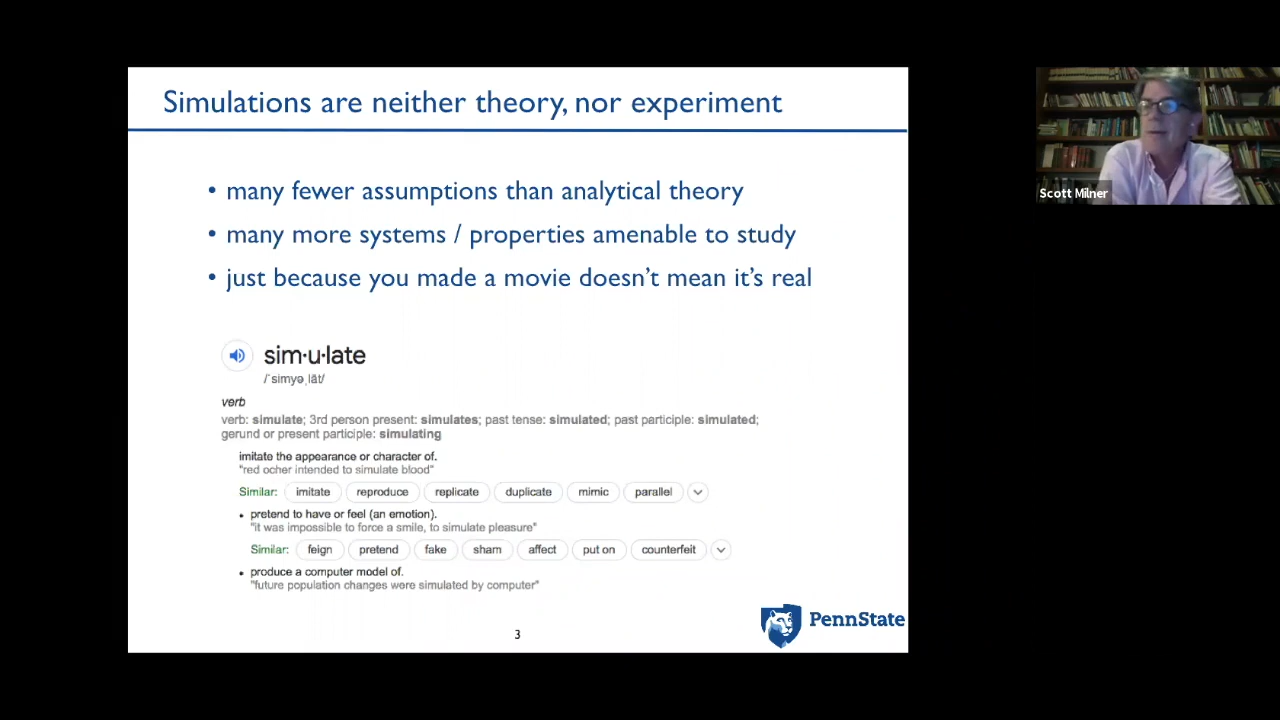 Simulations are neither theory, nor experiment
• many fewer assumptions than analytical theory
• many more systems / properties amenable to study
• just because you made a movie doesn't mean it's real
sim·u·late
/ˈsimyəˌlāt/
verb
verb: simulate; 3rd person present: simulates; past tense: simulated; past participle: simulated;
gerund or present participle: simulating
imitate the appearance or character of.
"red ocher intended to simulate blood"
Similar: imitate reproduce replicate duplicate mimic parallel
• pretend to have or feel (an emotion).
"it was impossible to force a smile, to simulate pleasure"
Similar: feign pretend fake sham affect put on counterfeit
• produce a computer model of.
"future population changes were simulated by computer"
3
PennState
Scott Milner